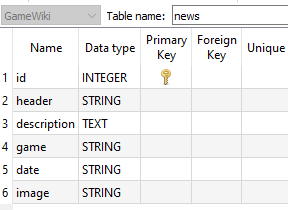 GameWiki Table name: news
Name Data type Primary Key Foreign Key Unique
1 id INTEGER
2 header STRING
3 description TEXT
4 game STRING
5 date STRING
6 image STRING